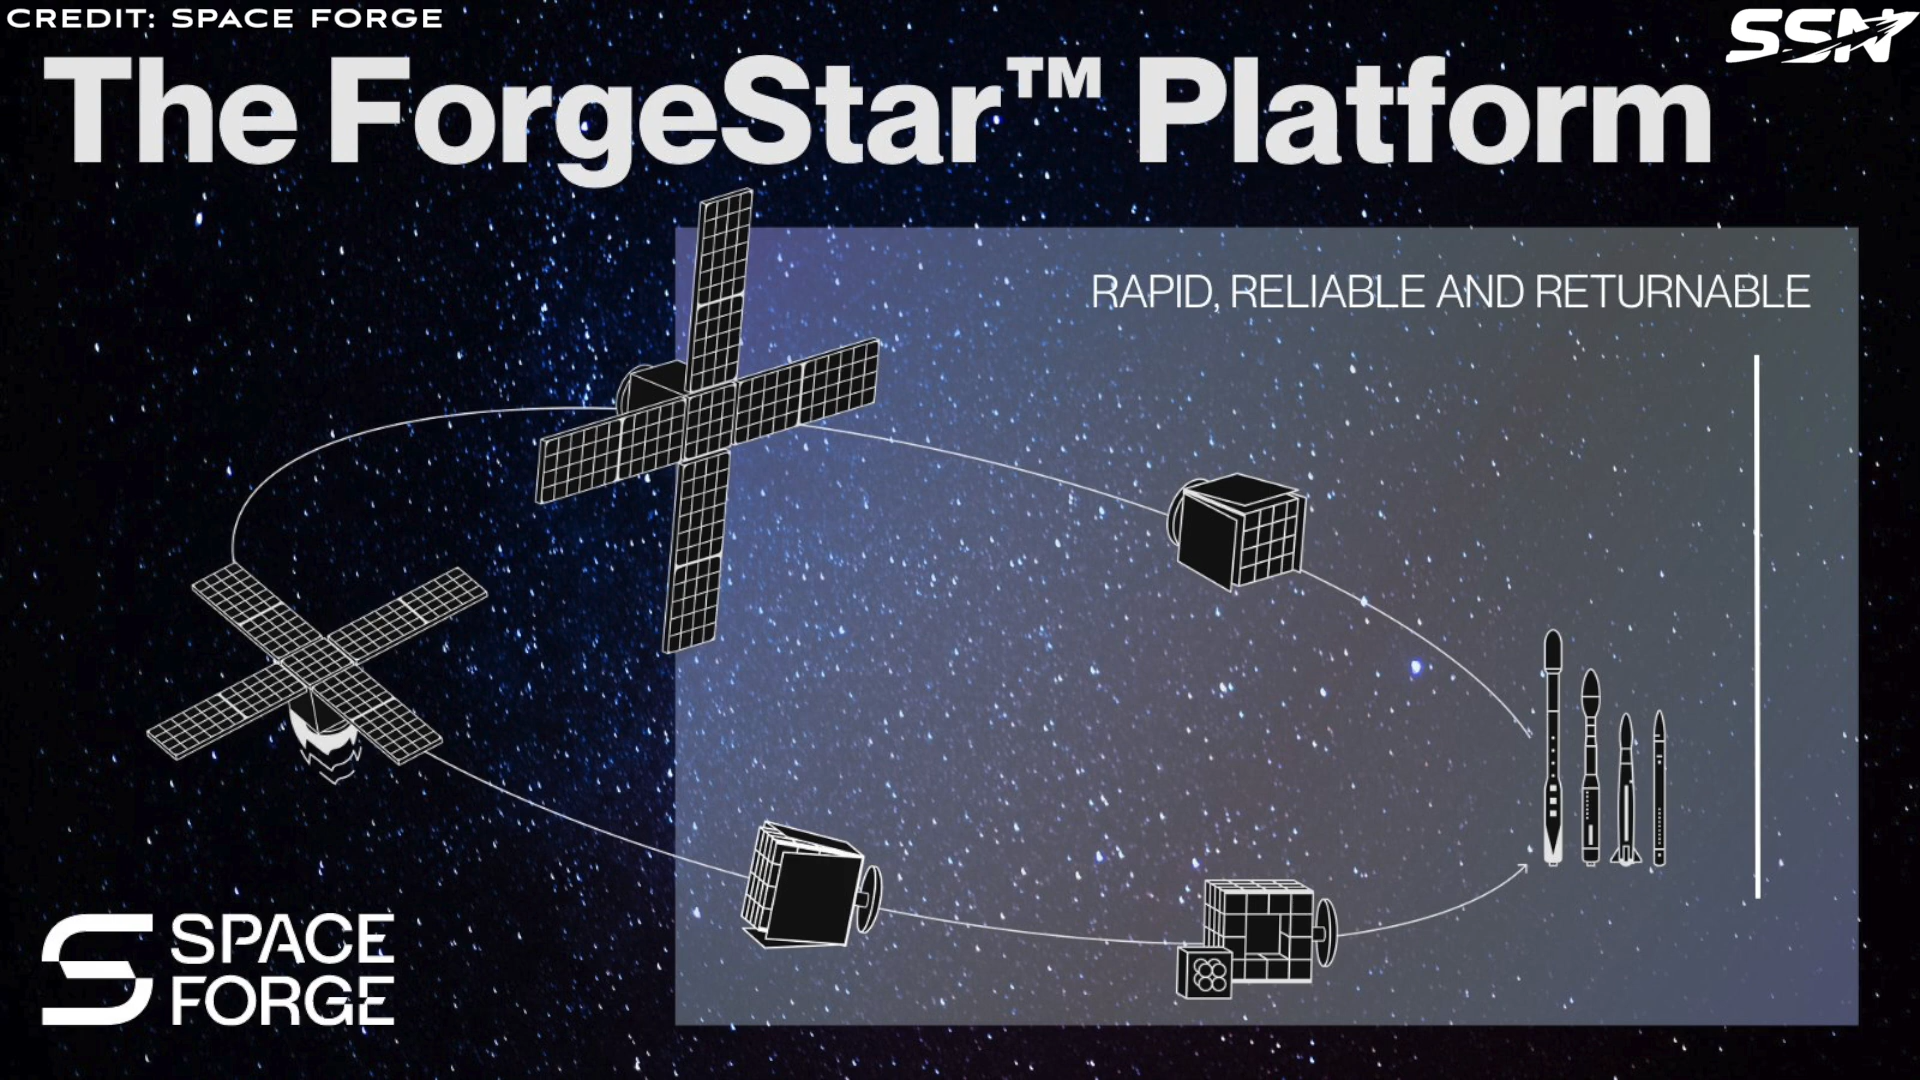 CREDIT: SPACE FORGE
SSN
The ForgeStar™ Platform
RAPID, RELIABLE AND RETURNABLE
SPACE
FORGE